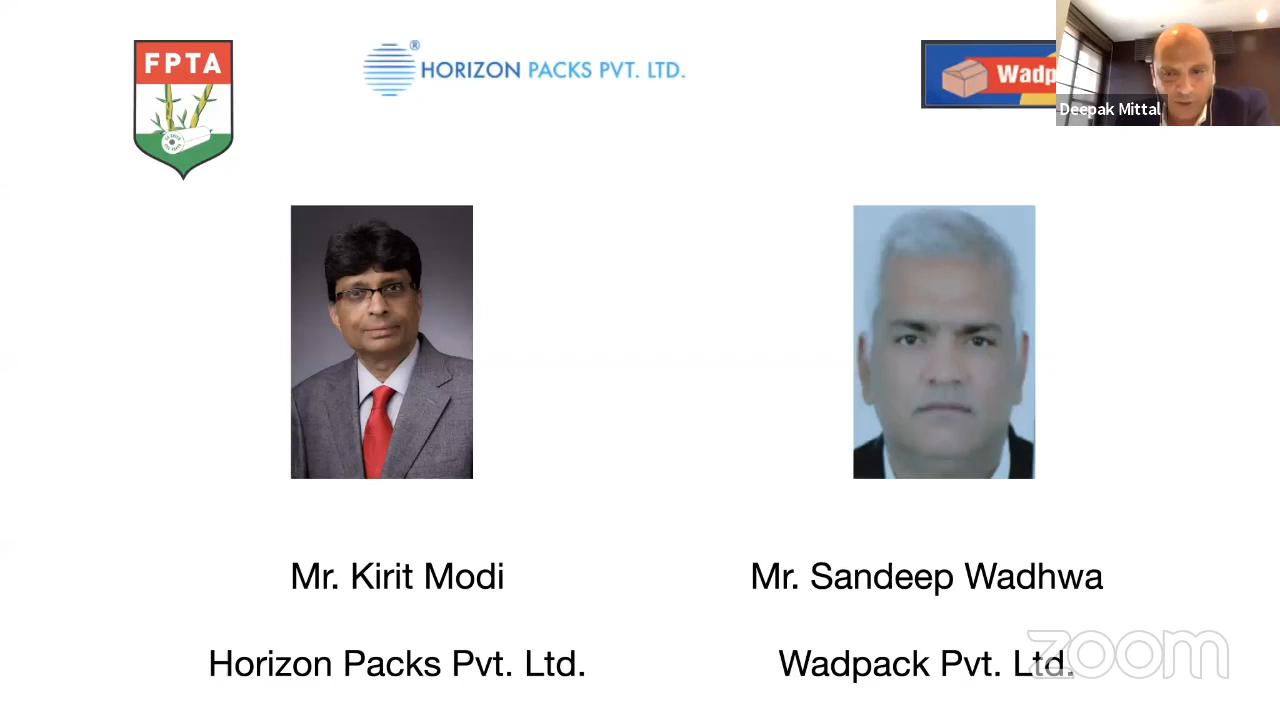 FPTA
HORIZON PACKS PVT. LTD.
®
Wadp
Deepak Mittal
Mr. Kirit Modi
Mr. Sandeep Wadhwa
Horizon Packs Pvt. Ltd.
Wadpack Pvt. Ltd.
zoom